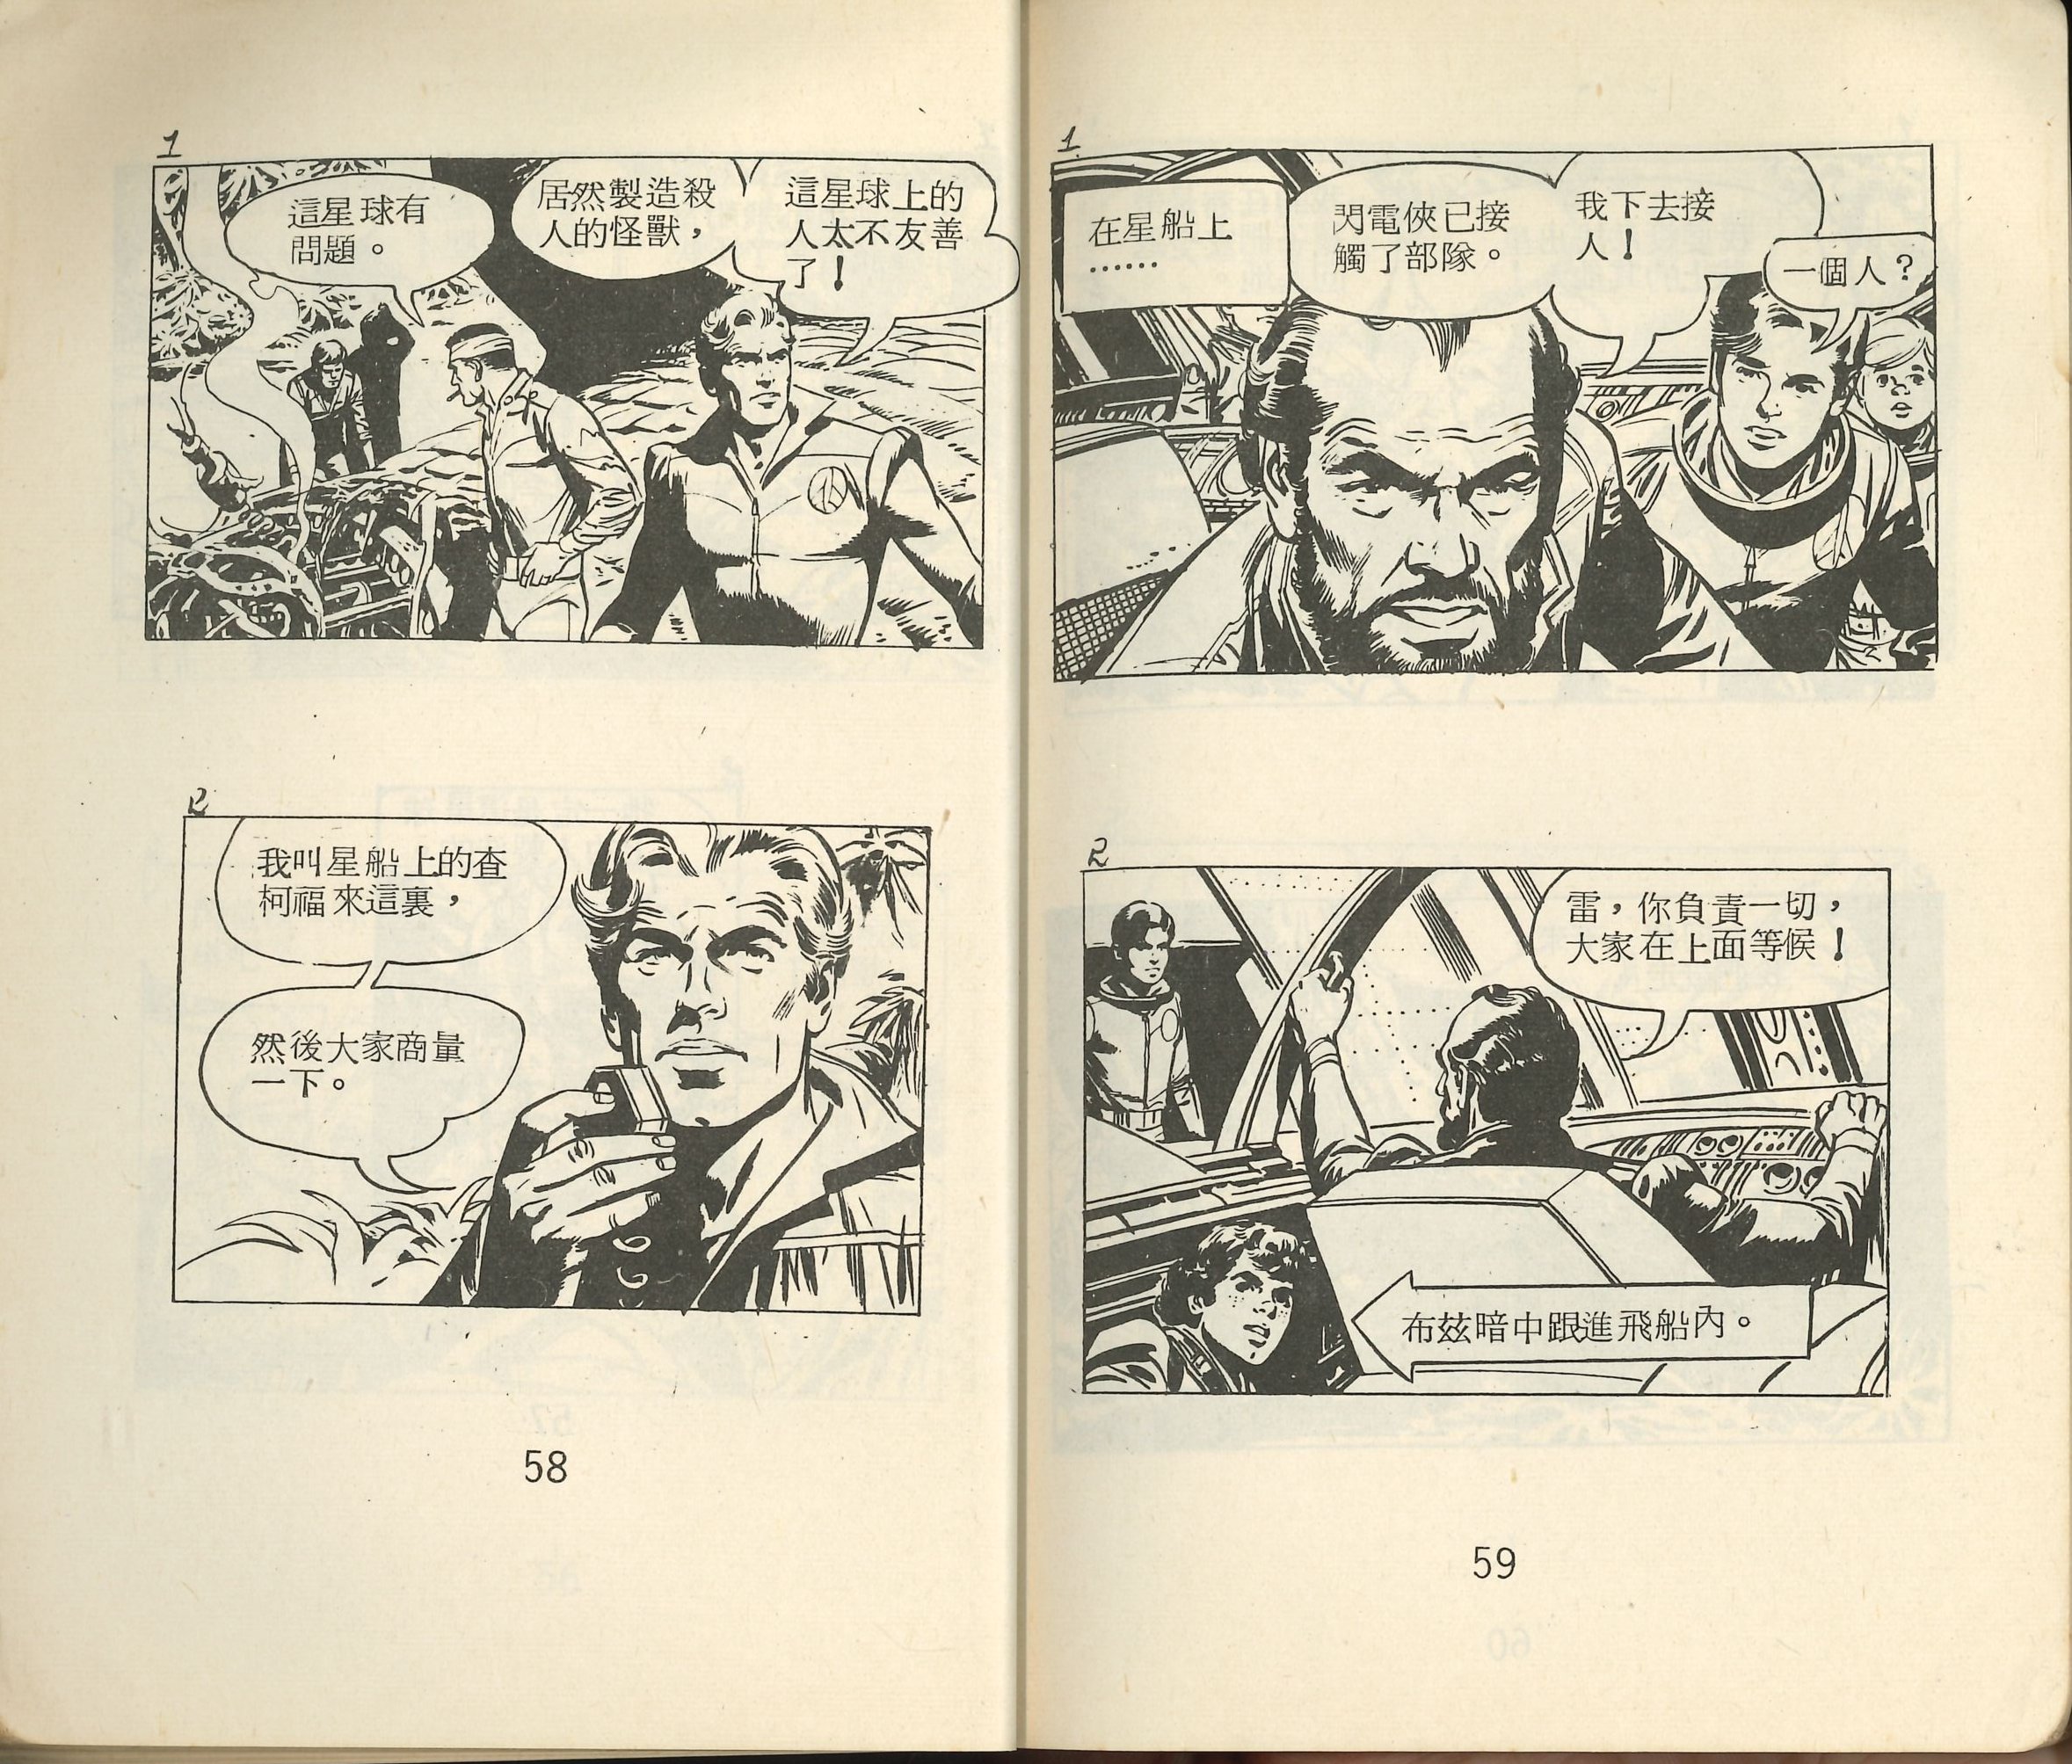 1
這星球有
問題。
居然製造殺
人的怪獸，
這星球上的
人太不友善
了！
2
我叫星船上的查
柯福來這裏，
然後大家商量
一下。
58
1
在星船上
……
閃電俠已接
觸了部隊。
我下去接
人！
一個人？
2
雷，你負責一切，
大家在上面等候！
布茲暗中跟進飛船內。
59